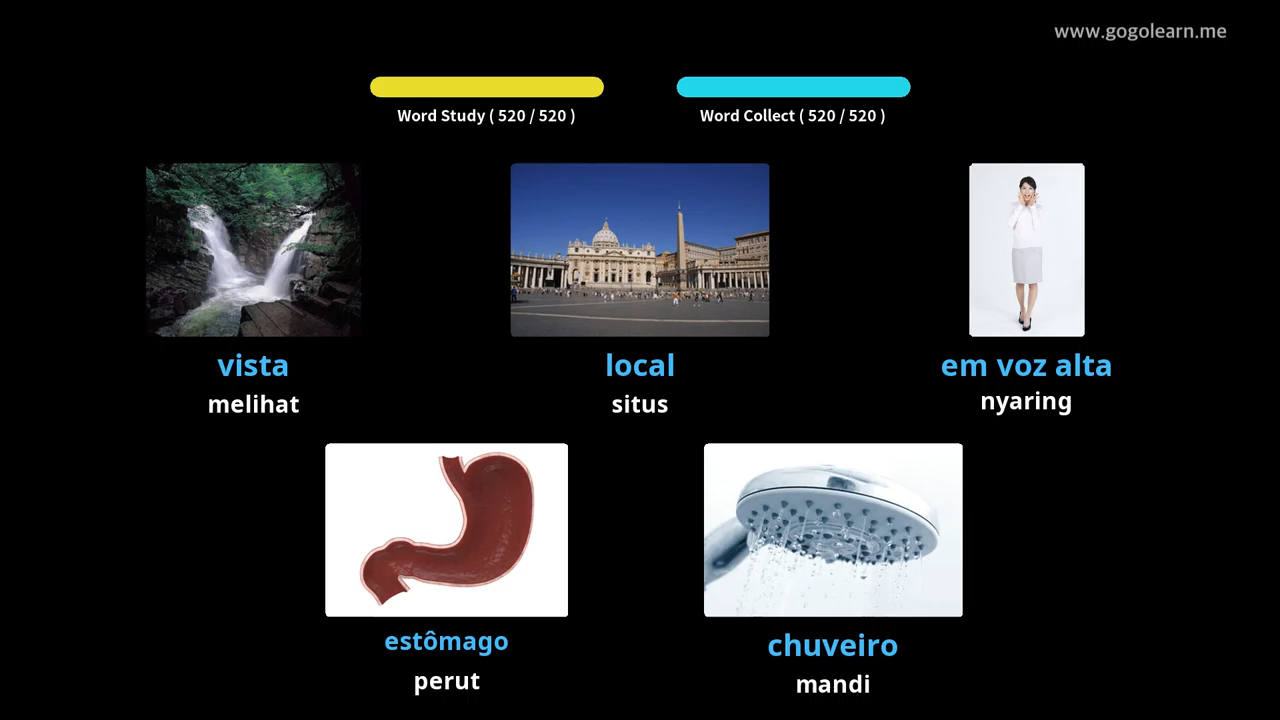 www.gogolearn.me
Word Study ( 520 / 520 )
Word Collect ( 520 / 520 )
vista
melihat
local
situs
em voz alta
nyaring
estômago
perut
chuveiro
mandi